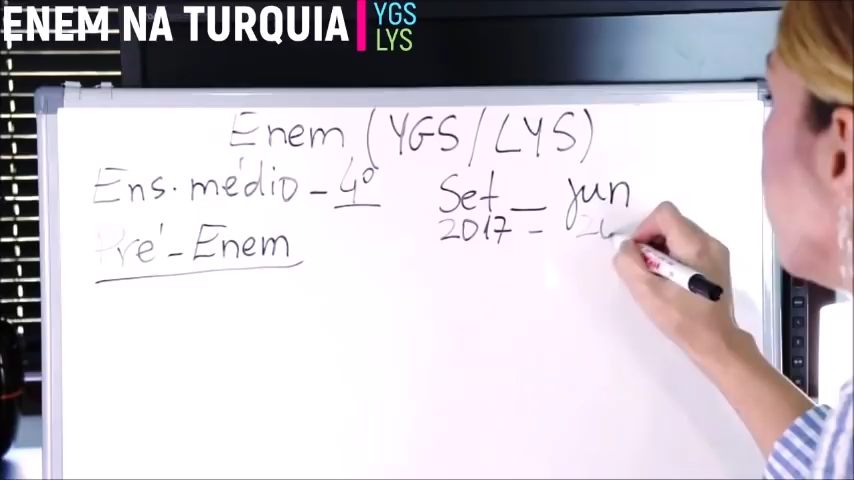 ENEM NA TURQUIA YGS
LYS
Enem (YGS/LYS)
Ens. médio - 4º
Set - jun
2017 -
Pré - Enem